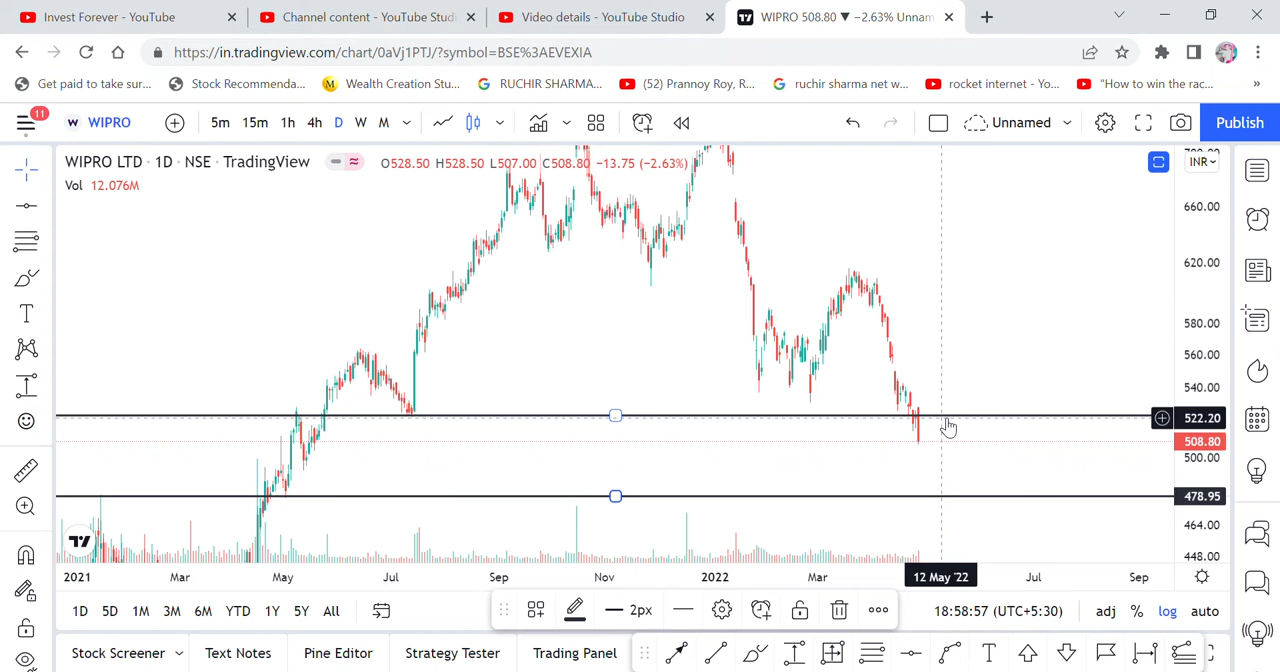 Invest Forever - YouTube
Channel content - YouTube Studi
Video details - YouTube Studio
WIPRO 508.80 ▼ −2.63% Unnam
https://in.tradingview.com/chart/0aVj1PTJ/?symbol=BSE%3AEVEXIA
Get paid to take sur...
Stock Recommenda...
M Wealth Creation Stu...
RUCHIR SHARMA...
(52) Prannoy Roy, R...
ruchir sharma net w...
rocket internet - Yo...
"How to win the rac...
»
11
W WIPRO
5m 15m 1h 4h D W M
Unnamed
Publish
WIPRO LTD · 1D · NSE · TradingView
O528.50 H528.50 L507.00 C508.80 −13.75 (−2.63%)
INR
Vol 12.076M
660.00
620.00
580.00
560.00
540.00
522.20
508.80
500.00
478.95
464.00
448.00
2021 Mar May Jul Sep Nov 2022 Mar 12 May '22 Jul Sep
1D 5D 1M 3M 6M YTD 1Y 5Y All
2px
18:58:57 (UTC+5:30)
adj % log auto
Stock Screener
Text Notes
Pine Editor
Strategy Tester
Trading Panel